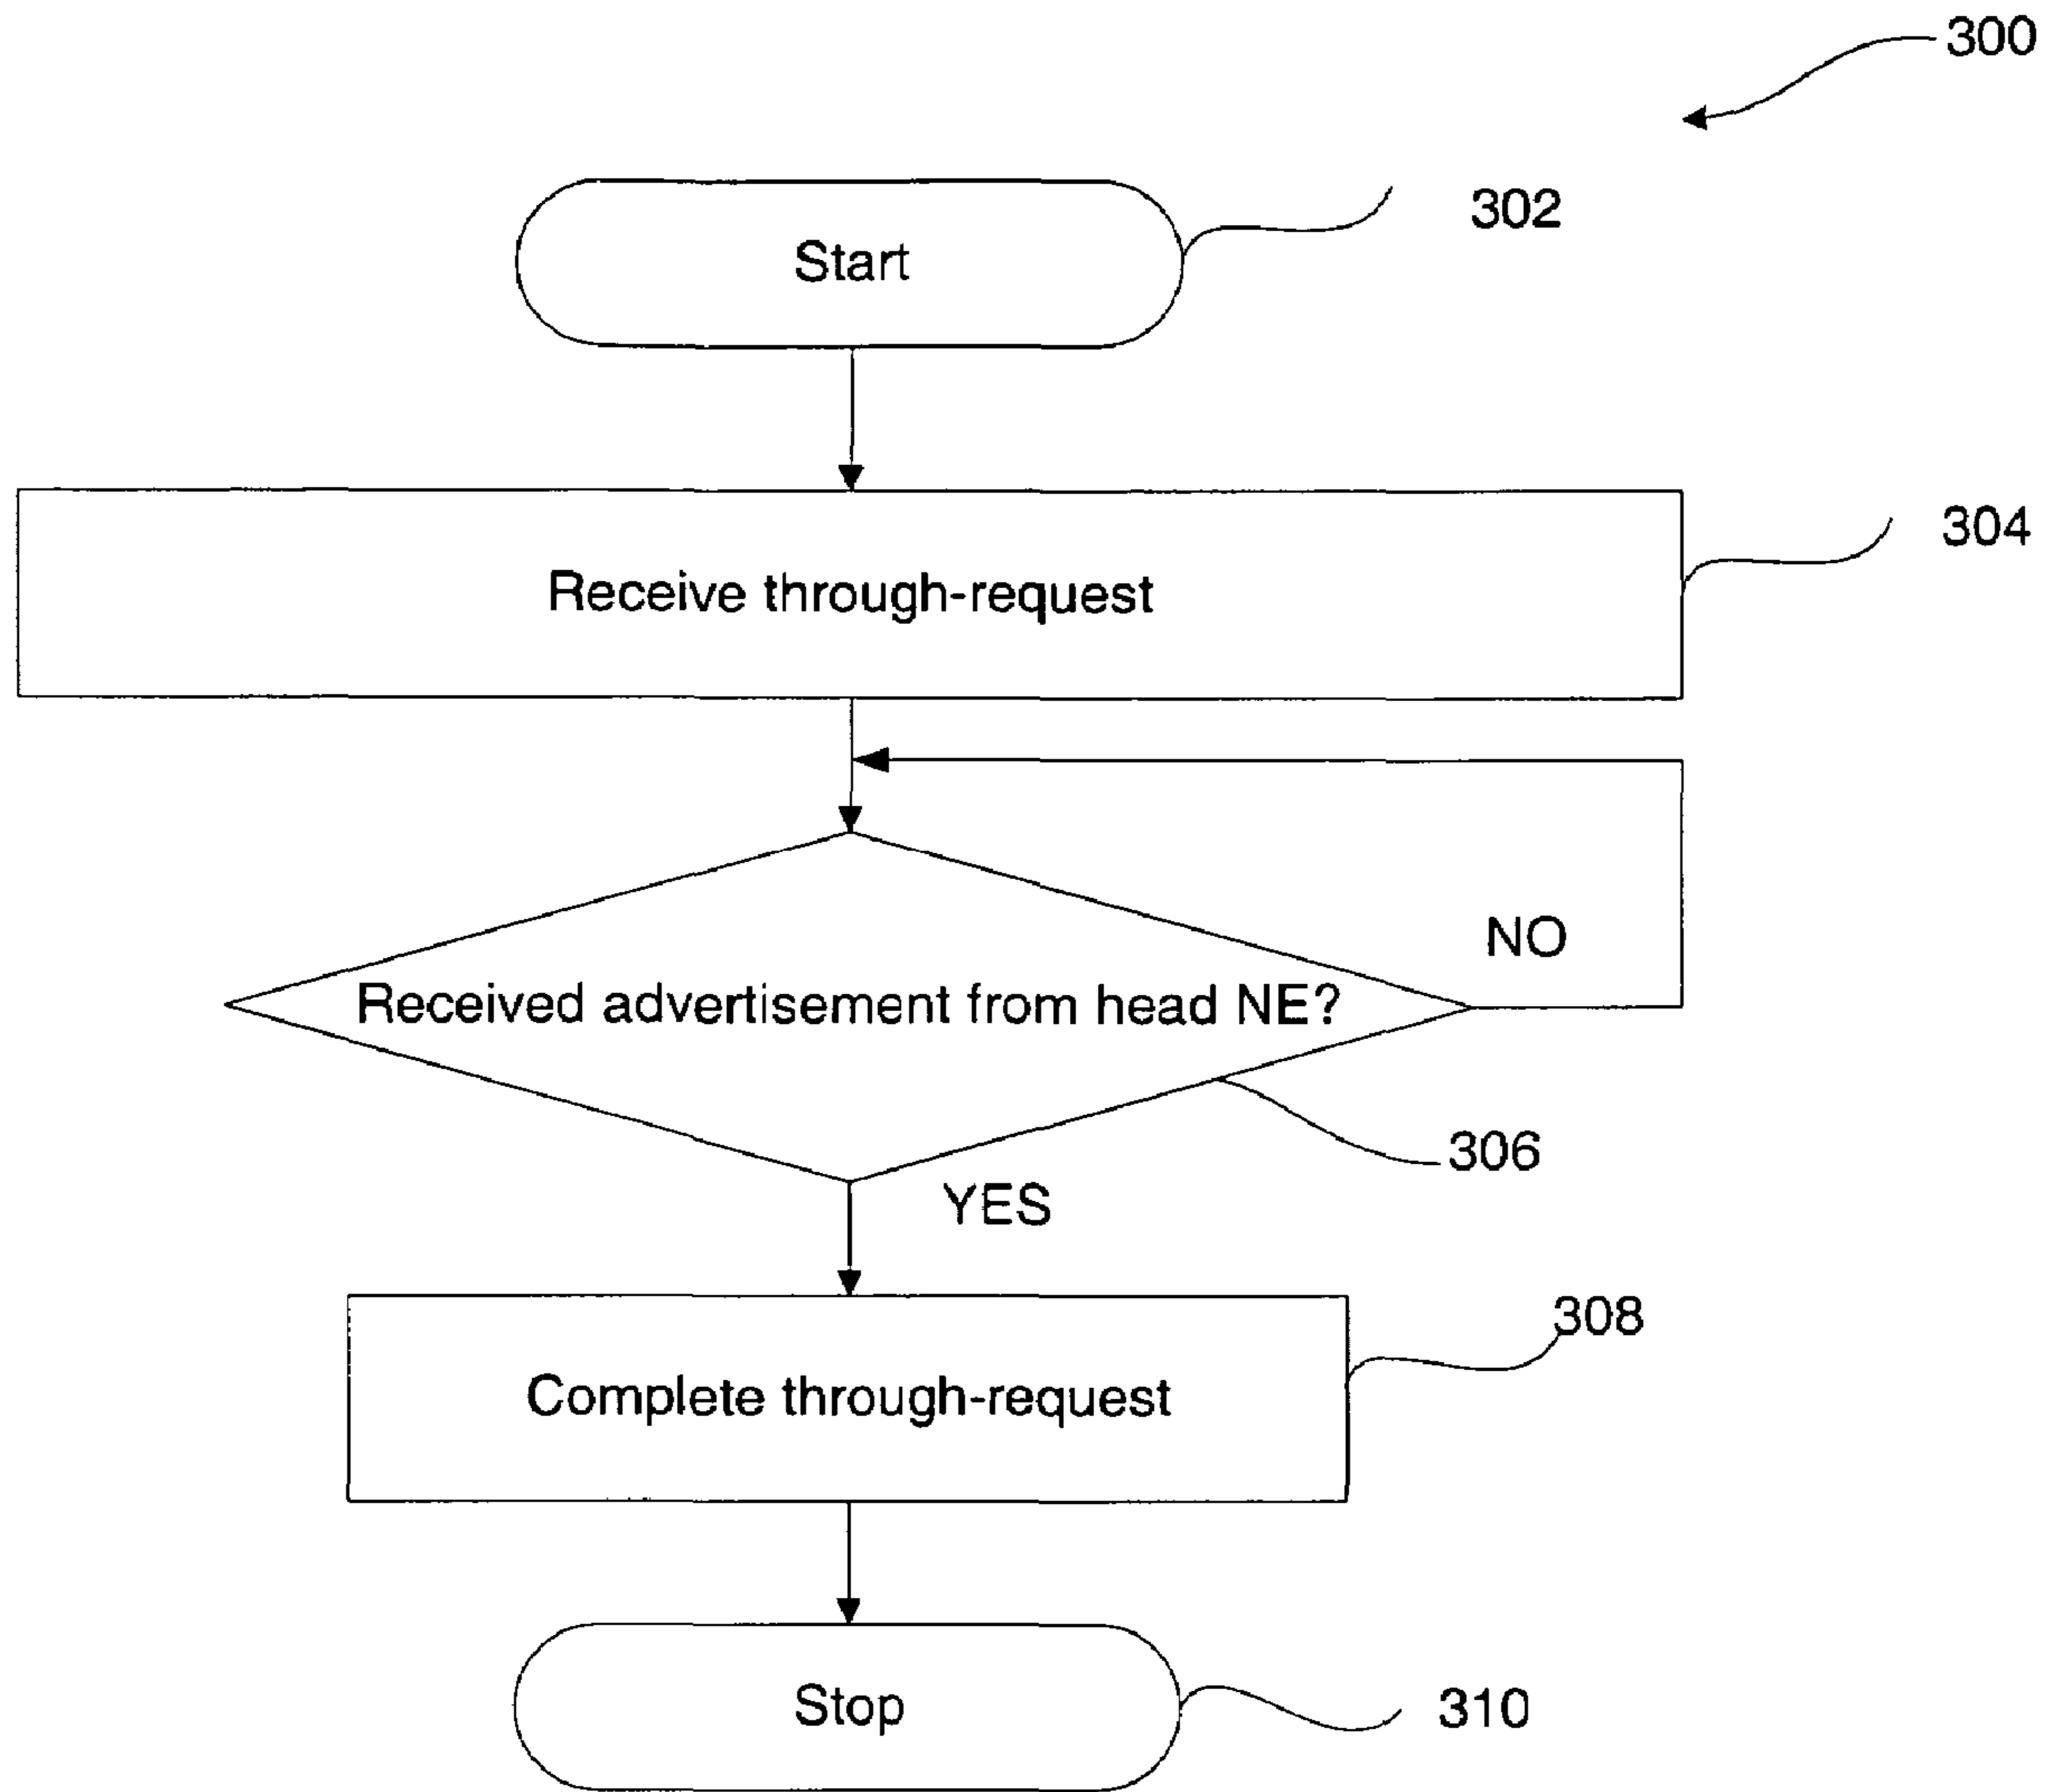 300
302
Start
304
Receive through-request
NO
Received advertisement from head NE?
306
YES
308
Complete through-request
Stop
310